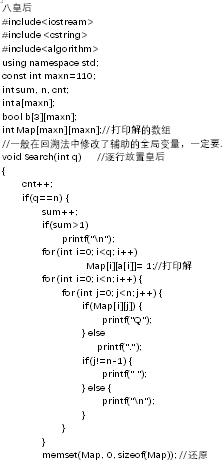 八皇后
#include<iostream>
#include <cstring>
#include<algorithm>
using namespace std;
const int maxn=110;
int sum, n, cnt;
int a[maxn];
bool b[3][maxn];
int Map[maxn][maxn];//打印解的数组
//一般在回溯法中修改了辅助的全局变量，一定要.
void Search(int q)    //逐行放置皇后
{
cnt++;
if(q==n) {
sum++;
if(sum>1)
printf("\n");
for(int i=0; i<q; i++)
Map[i][a[i]]= 1;//打印解
for(int i=0; i<n; i++) {
for(int j=0; j<n; j++) {
if(Map[i][j]) {
printf("Q");
} else
printf(".");
if(j!=n-1) {
printf(" ");
} else {
printf("\n");
}
}
}
memset(Map, 0, sizeof(Map)); //还原